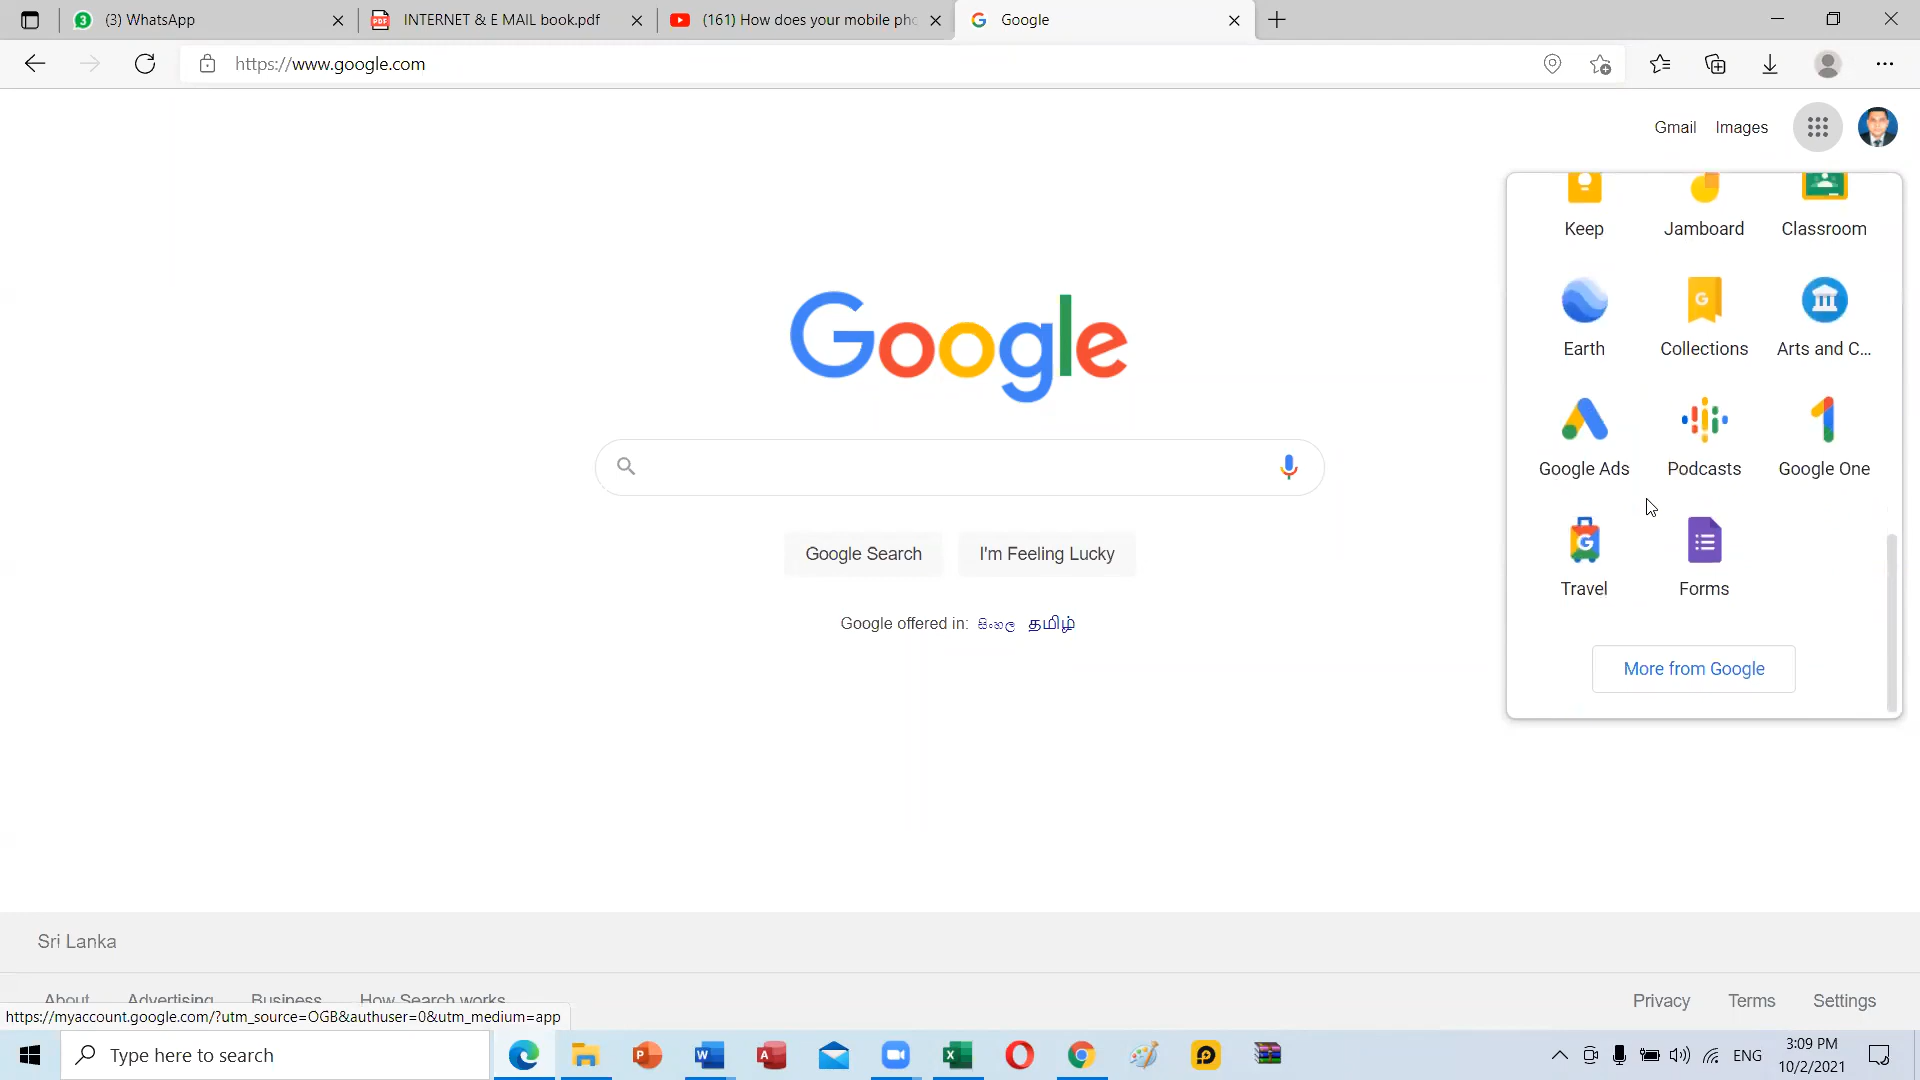 (3) WhatsApp
INTERNET & E MAIL book.pdf
(161) How does your mobile pho
Google
https://www.google.com
Gmail
Images
Keep
Jamboard
Classroom
Earth
Collections
Arts and C...
Google Ads
Podcasts
Google One
Travel
Forms
More from Google
Google
Google Search
I'm Feeling Lucky
Google offered in: සිංහල தமிழ்
Sri Lanka
About
Advertising
Business
How Search works
Privacy
Terms
Settings
https://myaccount.google.com/?utm_source=OGB&authuser=0&utm_medium=app
Type here to search
ENG
3:09 PM
10/2/2021